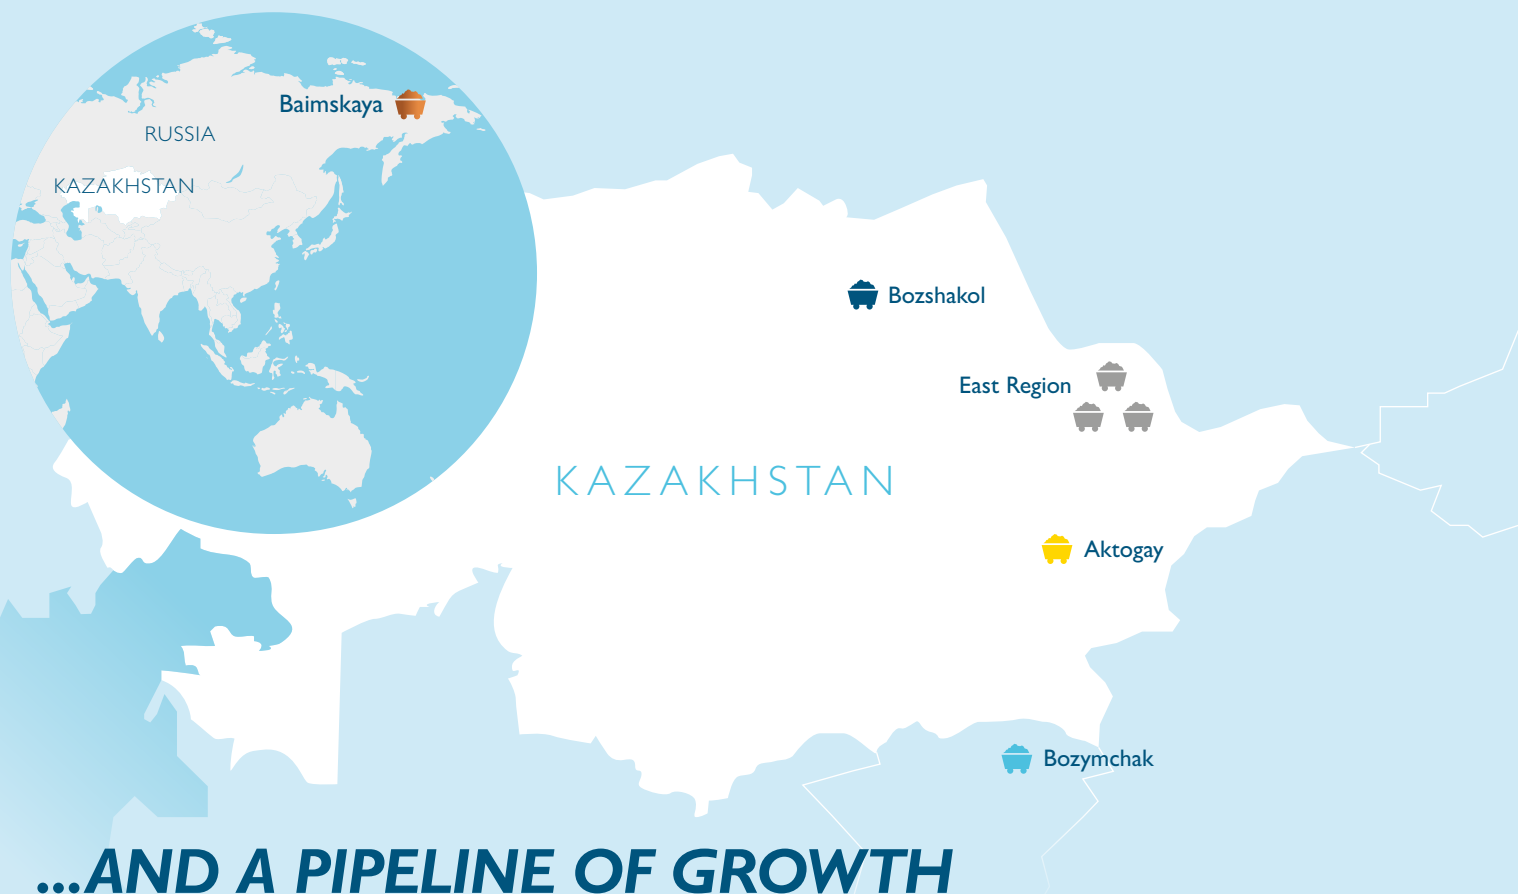 Baimskaya
RUSSIA
KAZAKHSTAN
Bozshakol
East Region
KAZAKHSTAN
Aktogay
Bozymchak
...AND A PIPELINE OF GROWTH